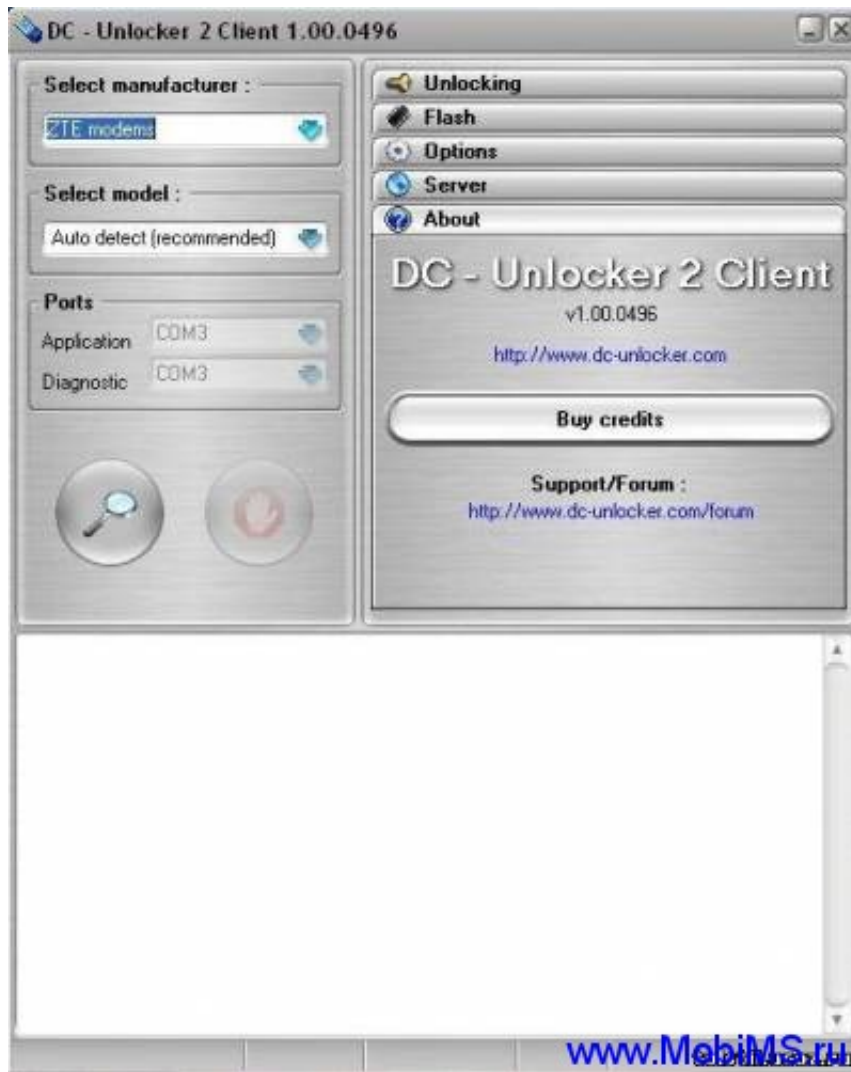 DC - Unlocker 2 Client 1.00.0496
Select manufacturer :
ZTE modems
Select model :
Auto detect (recommended)
Ports
Application COM3
Diagnostic COM3
Unlocking
Flash
Options
Server
About
DC - Unlocker 2 Client
v1.00.0496
http://www.dc-unlocker.com
Buy credits
Support/Forum :
http://www.dc-unlocker.com/forum
www.MobiMS.ru